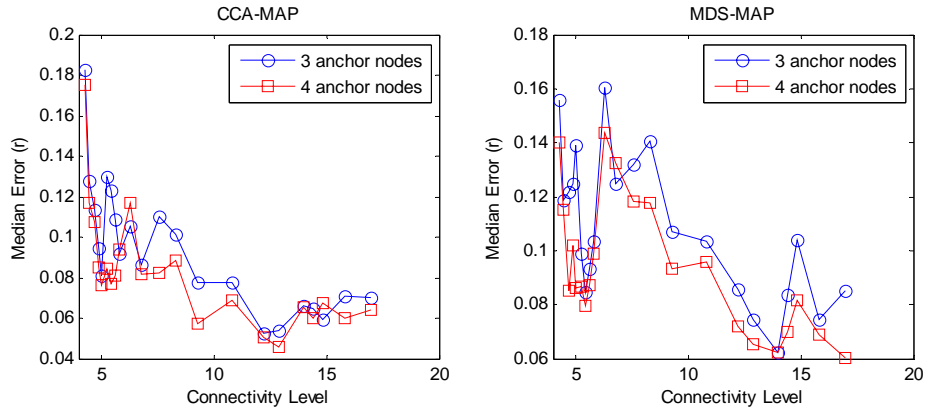 CCA-MAP
0.2
0.18
0.16
0.14
0.12
0.1
0.08
0.06
0.04
5
10
15
20
Median Error (r)
Connectivity Level
3 anchor nodes
4 anchor nodes
MDS-MAP
0.18
0.16
0.14
0.12
0.1
0.08
0.06
5
10
15
20
Median Error (r)
Connectivity Level
3 anchor nodes
4 anchor nodes